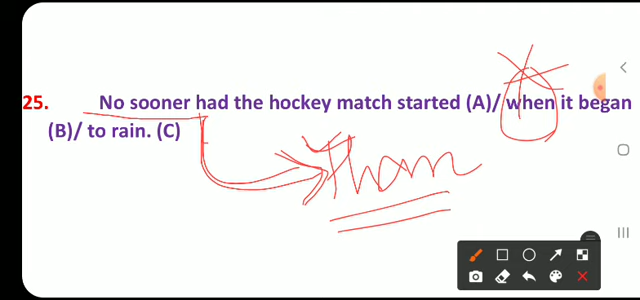 25. No sooner had the hockey match started (A)/ when it began
(B)/ to rain. (C)
Than